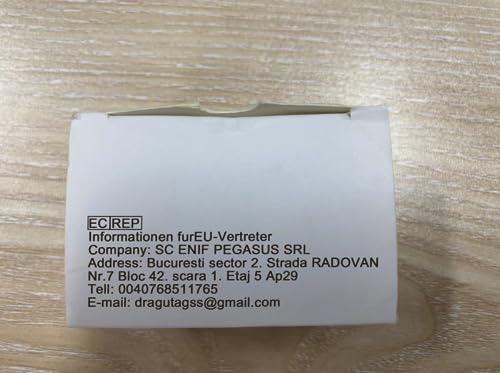 EC REP
Informationen furEU-Vertreter
Company: SC ENIF PEGASUS SRL
Address: Bucuresti sector 2. Strada RADOVAN
Nr.7 Bloc 42. scara 1. Etaj 5 Ap29
Tell: 0040768511765
E-mail: dragutagss@gmail.com